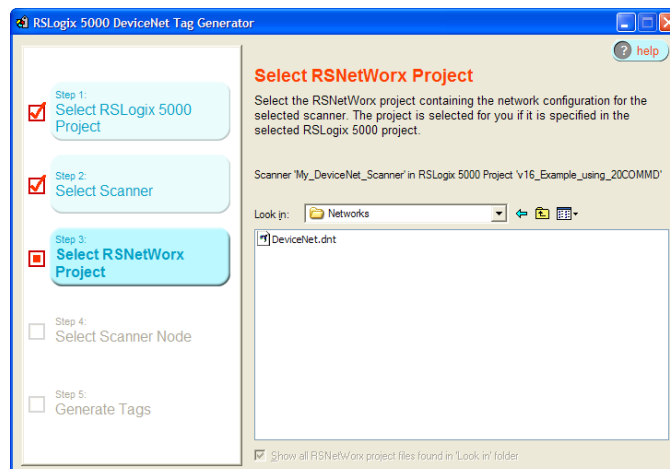 RSLogix 5000 DeviceNet Tag Generator
help
Step 1:
Select RSLogix 5000
Project
Step 2:
Select Scanner
Step 3:
Select RSNetWorx
Project
Step 4:
Select Scanner Node
Step 5:
Generate Tags
Select RSNetWorx Project
Select the RSNetWorx project containing the network configuration for the
selected scanner. The project is selected for you if it is specified in the
selected RSLogix 5000 project.
Scanner 'My_DeviceNet_Scanner' in RSLogix 5000 Project 'v16_Example_using_20COMMD'
Look in: Networks
DeviceNet.dnt
Show all RSNetWorx project files found in 'Look in' folder